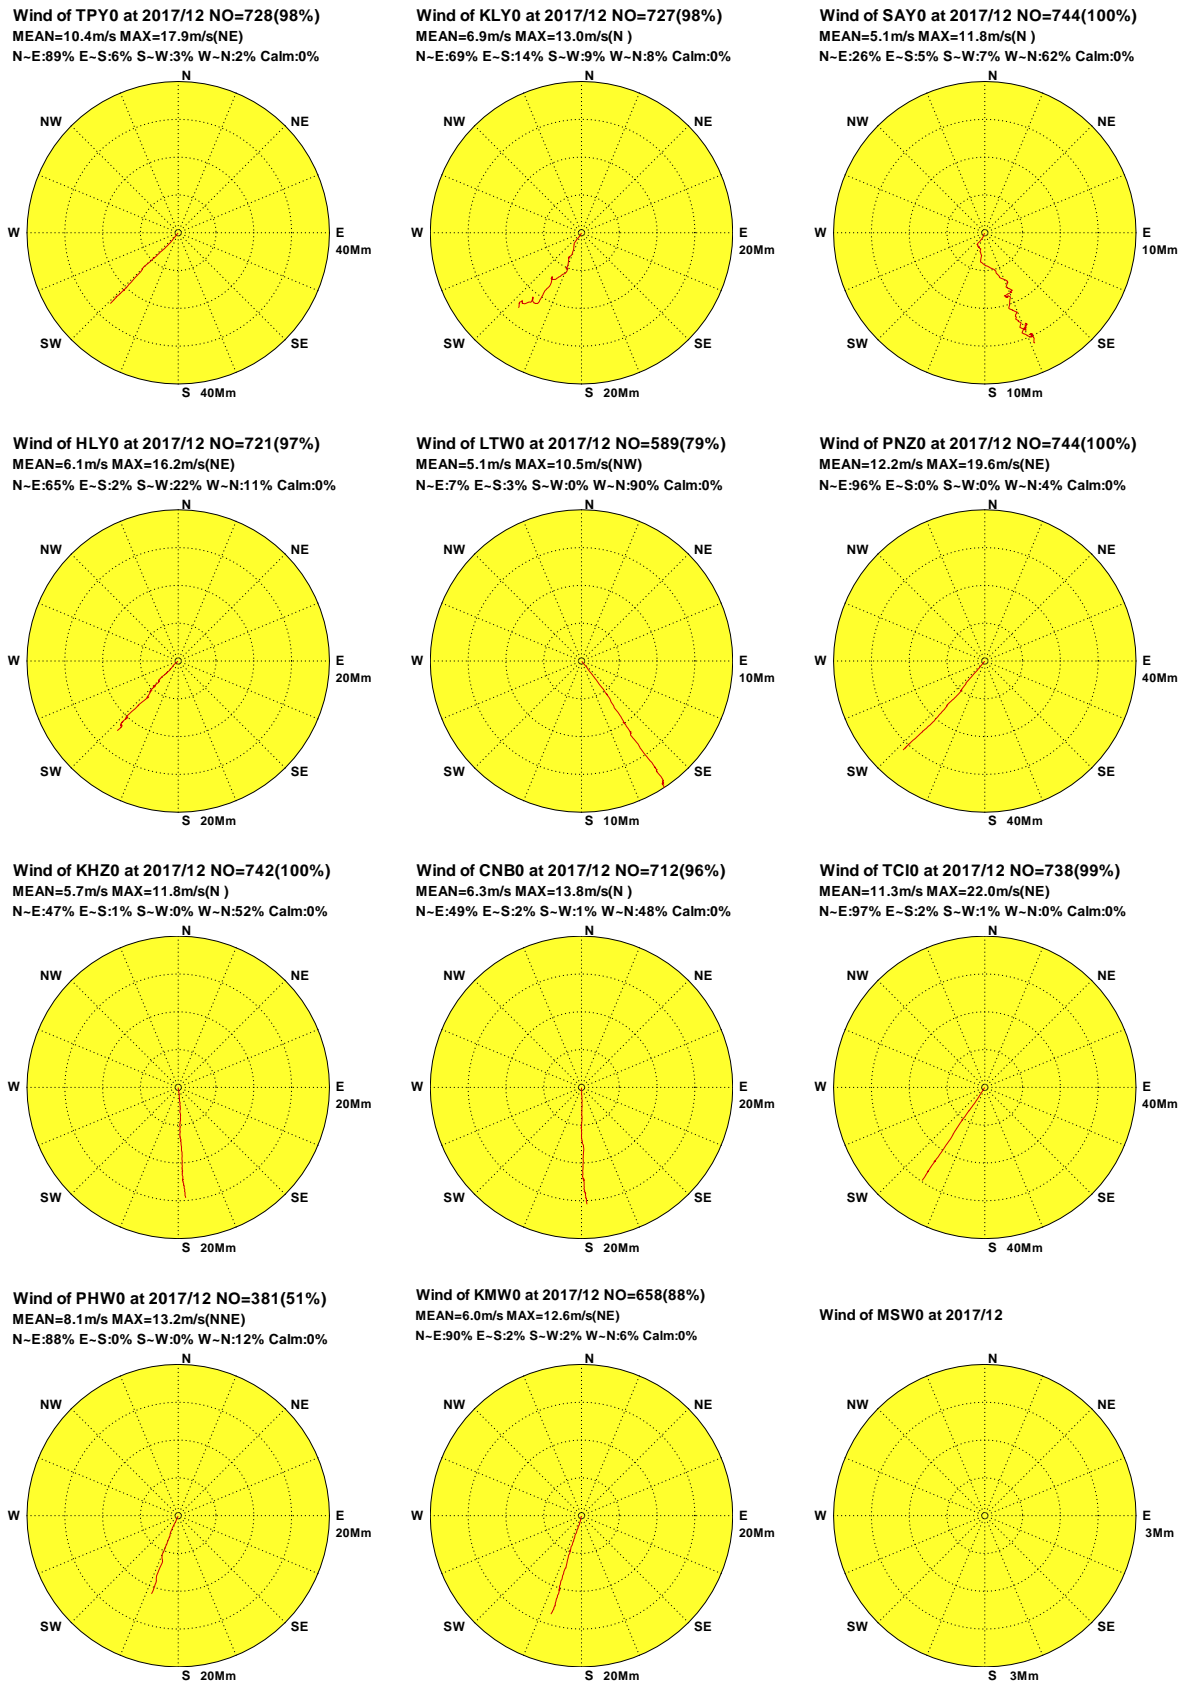 Wind of TPY0 at 2017/12 NO=728(98%)
MEAN=10.4m/s MAX=17.9m/s(NE)
N~E:89% E~S:6% S~W:3% W~N:2% Calm:0%
N
NW
NE
W
E
40Mm
SW
SE
S 40Mm
Wind of KLY0 at 2017/12 NO=727(98%)
MEAN=6.9m/s MAX=13.0m/s(N )
N~E:69% E~S:14% S~W:9% W~N:8% Calm:0%
N
NW
NE
W
E
20Mm
SW
SE
S 20Mm
Wind of SAY0 at 2017/12 NO=744(100%)
MEAN=5.1m/s MAX=11.8m/s(N )
N~E:26% E~S:5% S~W:7% W~N:62% Calm:0%
N
NW
NE
W
E
10Mm
SW
SE
S 10Mm
Wind of HLY0 at 2017/12 NO=721(97%)
MEAN=6.1m/s MAX=16.2m/s(NE)
N~E:65% E~S:2% S~W:22% W~N:11% Calm:0%
N
NW
NE
W
E
20Mm
SW
SE
S 20Mm
Wind of LTW0 at 2017/12 NO=589(79%)
MEAN=5.1m/s MAX=10.5m/s(NW)
N~E:7% E~S:3% S~W:0% W~N:90% Calm:0%
N
NW
NE
W
E
10Mm
SW
SE
S 10Mm
Wind of PNZ0 at 2017/12 NO=744(100%)
MEAN=12.2m/s MAX=19.6m/s(NE)
N~E:96% E~S:0% S~W:0% W~N:4% Calm:0%
N
NW
NE
W
E
40Mm
SW
SE
S 40Mm
Wind of KHZ0 at 2017/12 NO=742(100%)
MEAN=5.7m/s MAX=11.8m/s(N )
N~E:47% E~S:1% S~W:0% W~N:52% Calm:0%
N
NW
NE
W
E
20Mm
SW
SE
S 20Mm
Wind of CNB0 at 2017/12 NO=712(96%)
MEAN=6.3m/s MAX=13.8m/s(N )
N~E:49% E~S:2% S~W:1% W~N:48% Calm:0%
N
NW
NE
W
E
20Mm
SW
SE
S 20Mm
Wind of TCI0 at 2017/12 NO=738(99%)
MEAN=11.3m/s MAX=22.0m/s(NE)
N~E:97% E~S:2% S~W:1% W~N:0% Calm:0%
N
NW
NE
W
E
40Mm
SW
SE
S 40Mm
Wind of PHW0 at 2017/12 NO=381(51%)
MEAN=8.1m/s MAX=13.2m/s(NNE)
N~E:88% E~S:0% S~W:0% W~N:12% Calm:0%
N
NW
NE
W
E
20Mm
SW
SE
S 20Mm
Wind of KMW0 at 2017/12 NO=658(88%)
MEAN=6.0m/s MAX=12.6m/s(NE)
N~E:90% E~S:2% S~W:2% W~N:6% Calm:0%
N
NW
NE
W
E
20Mm
SW
SE
S 20Mm
Wind of MSW0 at 2017/12
N
NW
NE
W
E
3Mm
SW
SE
S 3Mm